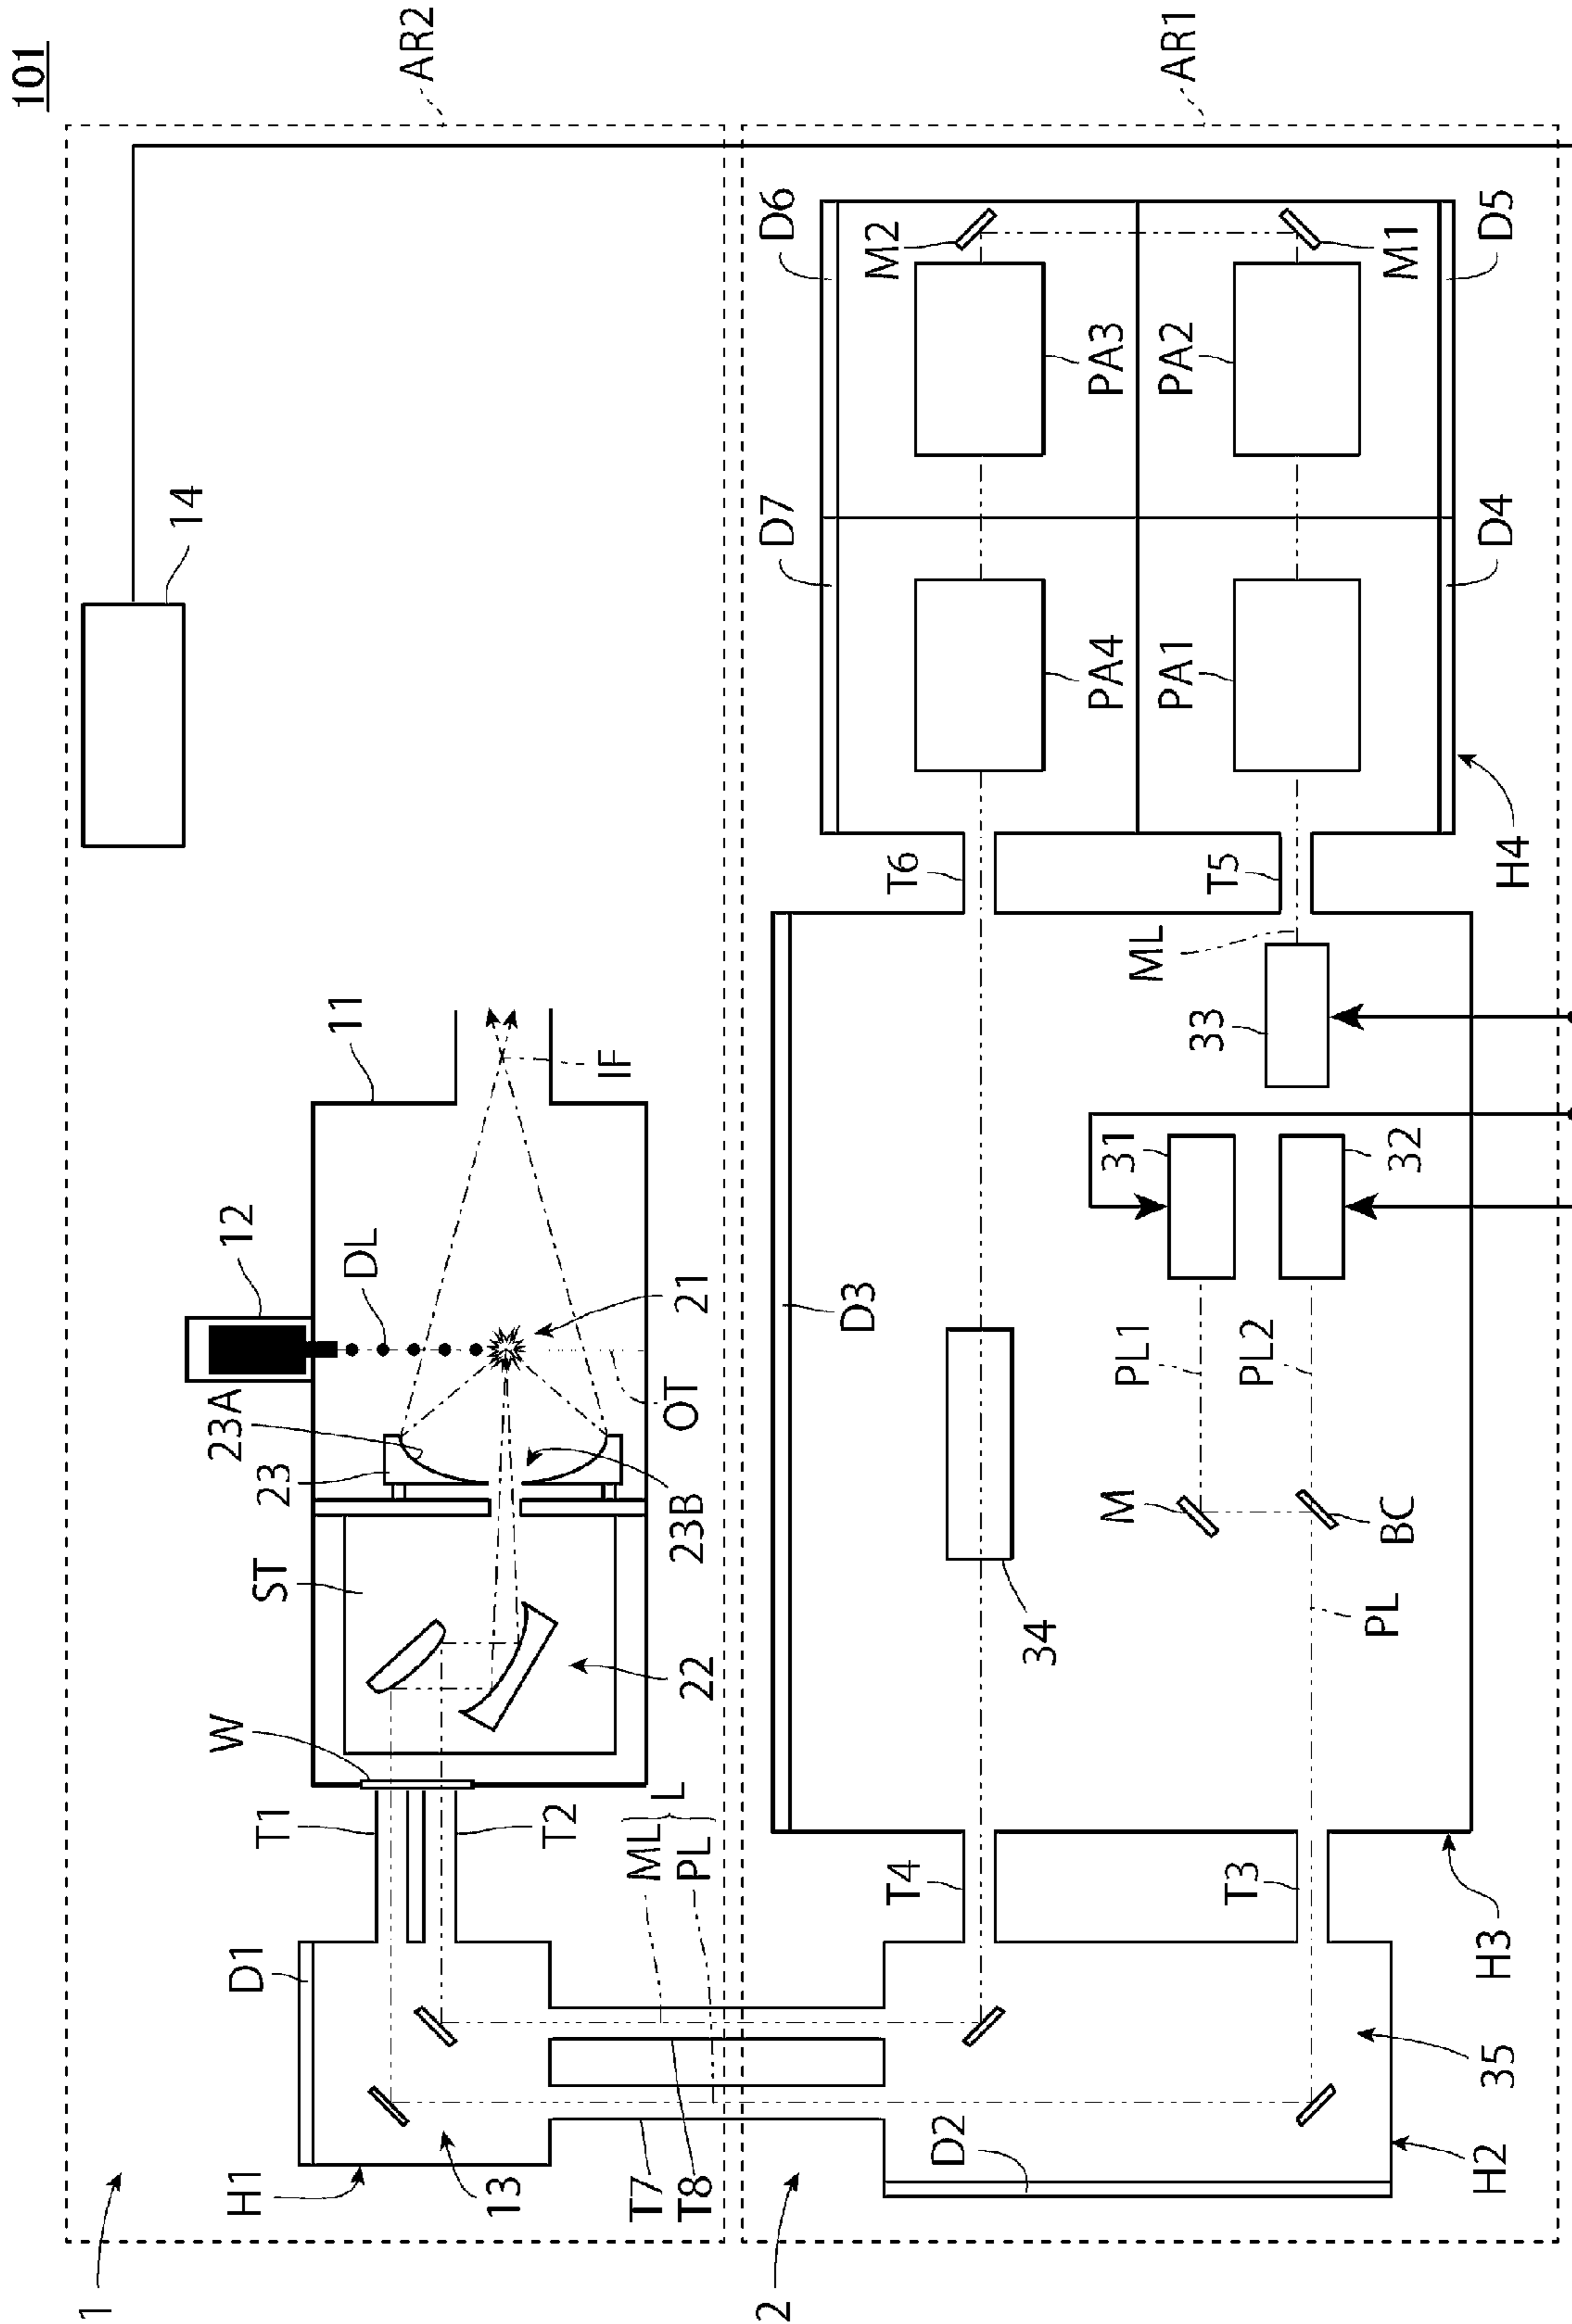 101
1
AR2
14
11
12
DL
IF
23A
23
21
OT
23B
ST
22
W
T1
T2
ML
PL
L
D1
H1
13
T7
T8
2
AR1
D6
M2
D5
M1
PA3
PA2
D7
D4
PA4
PA1
T6
T5
H4
ML
33
31
32
D3
PL1
PL2
34
M
BC
PL
T4
T3
H3
D2
35
H2